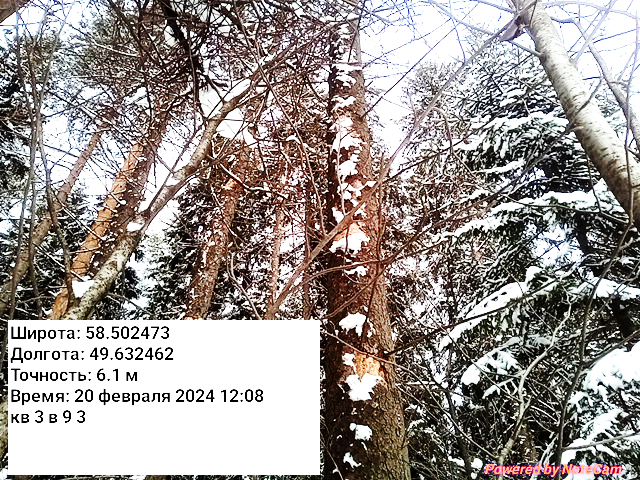 Широта: 58.502473
Долгота: 49.632462
Точность: 6.1 м
Время: 20 февраля 2024 12:08
кв 3 в 9 3
Powered by NoteCam